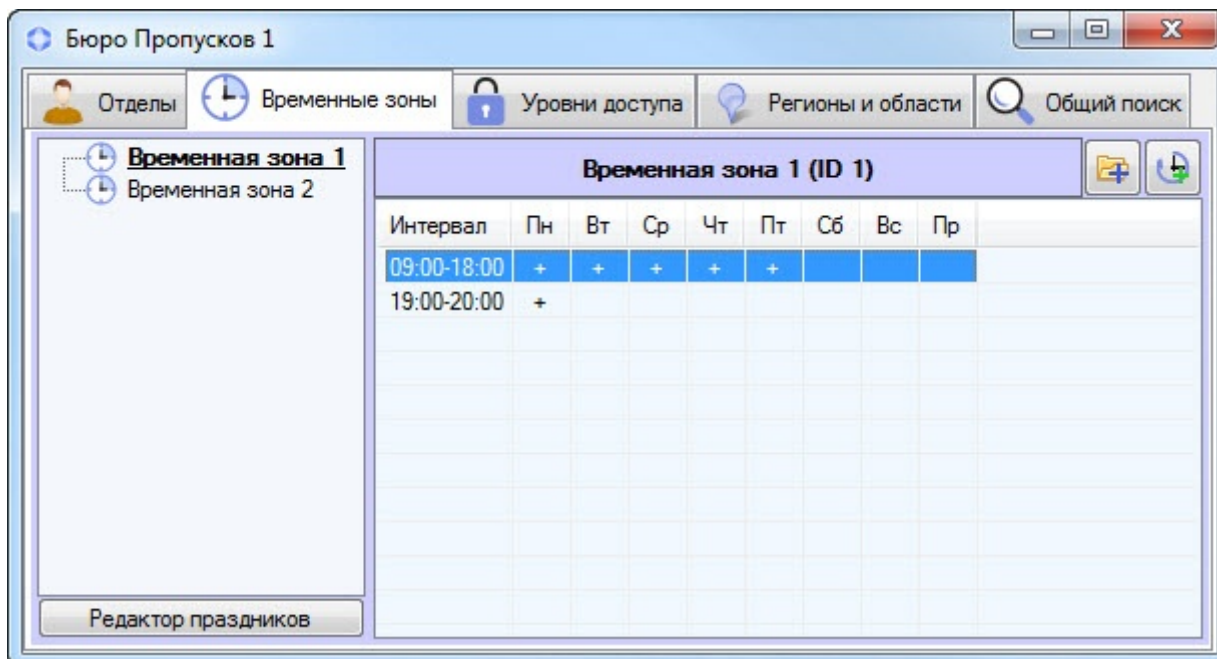 Бюро Пропусков 1
Отделы Временные зоны Уровни доступа Регионы и области Общий поиск
Временная зона 1
Временная зона 2
Временная зона 1 (ID 1)
Интервал Пн Вт Ср Чт Пт Сб Вс Пр
09:00-18:00 + + + + +
19:00-20:00 +
Редактор праздников